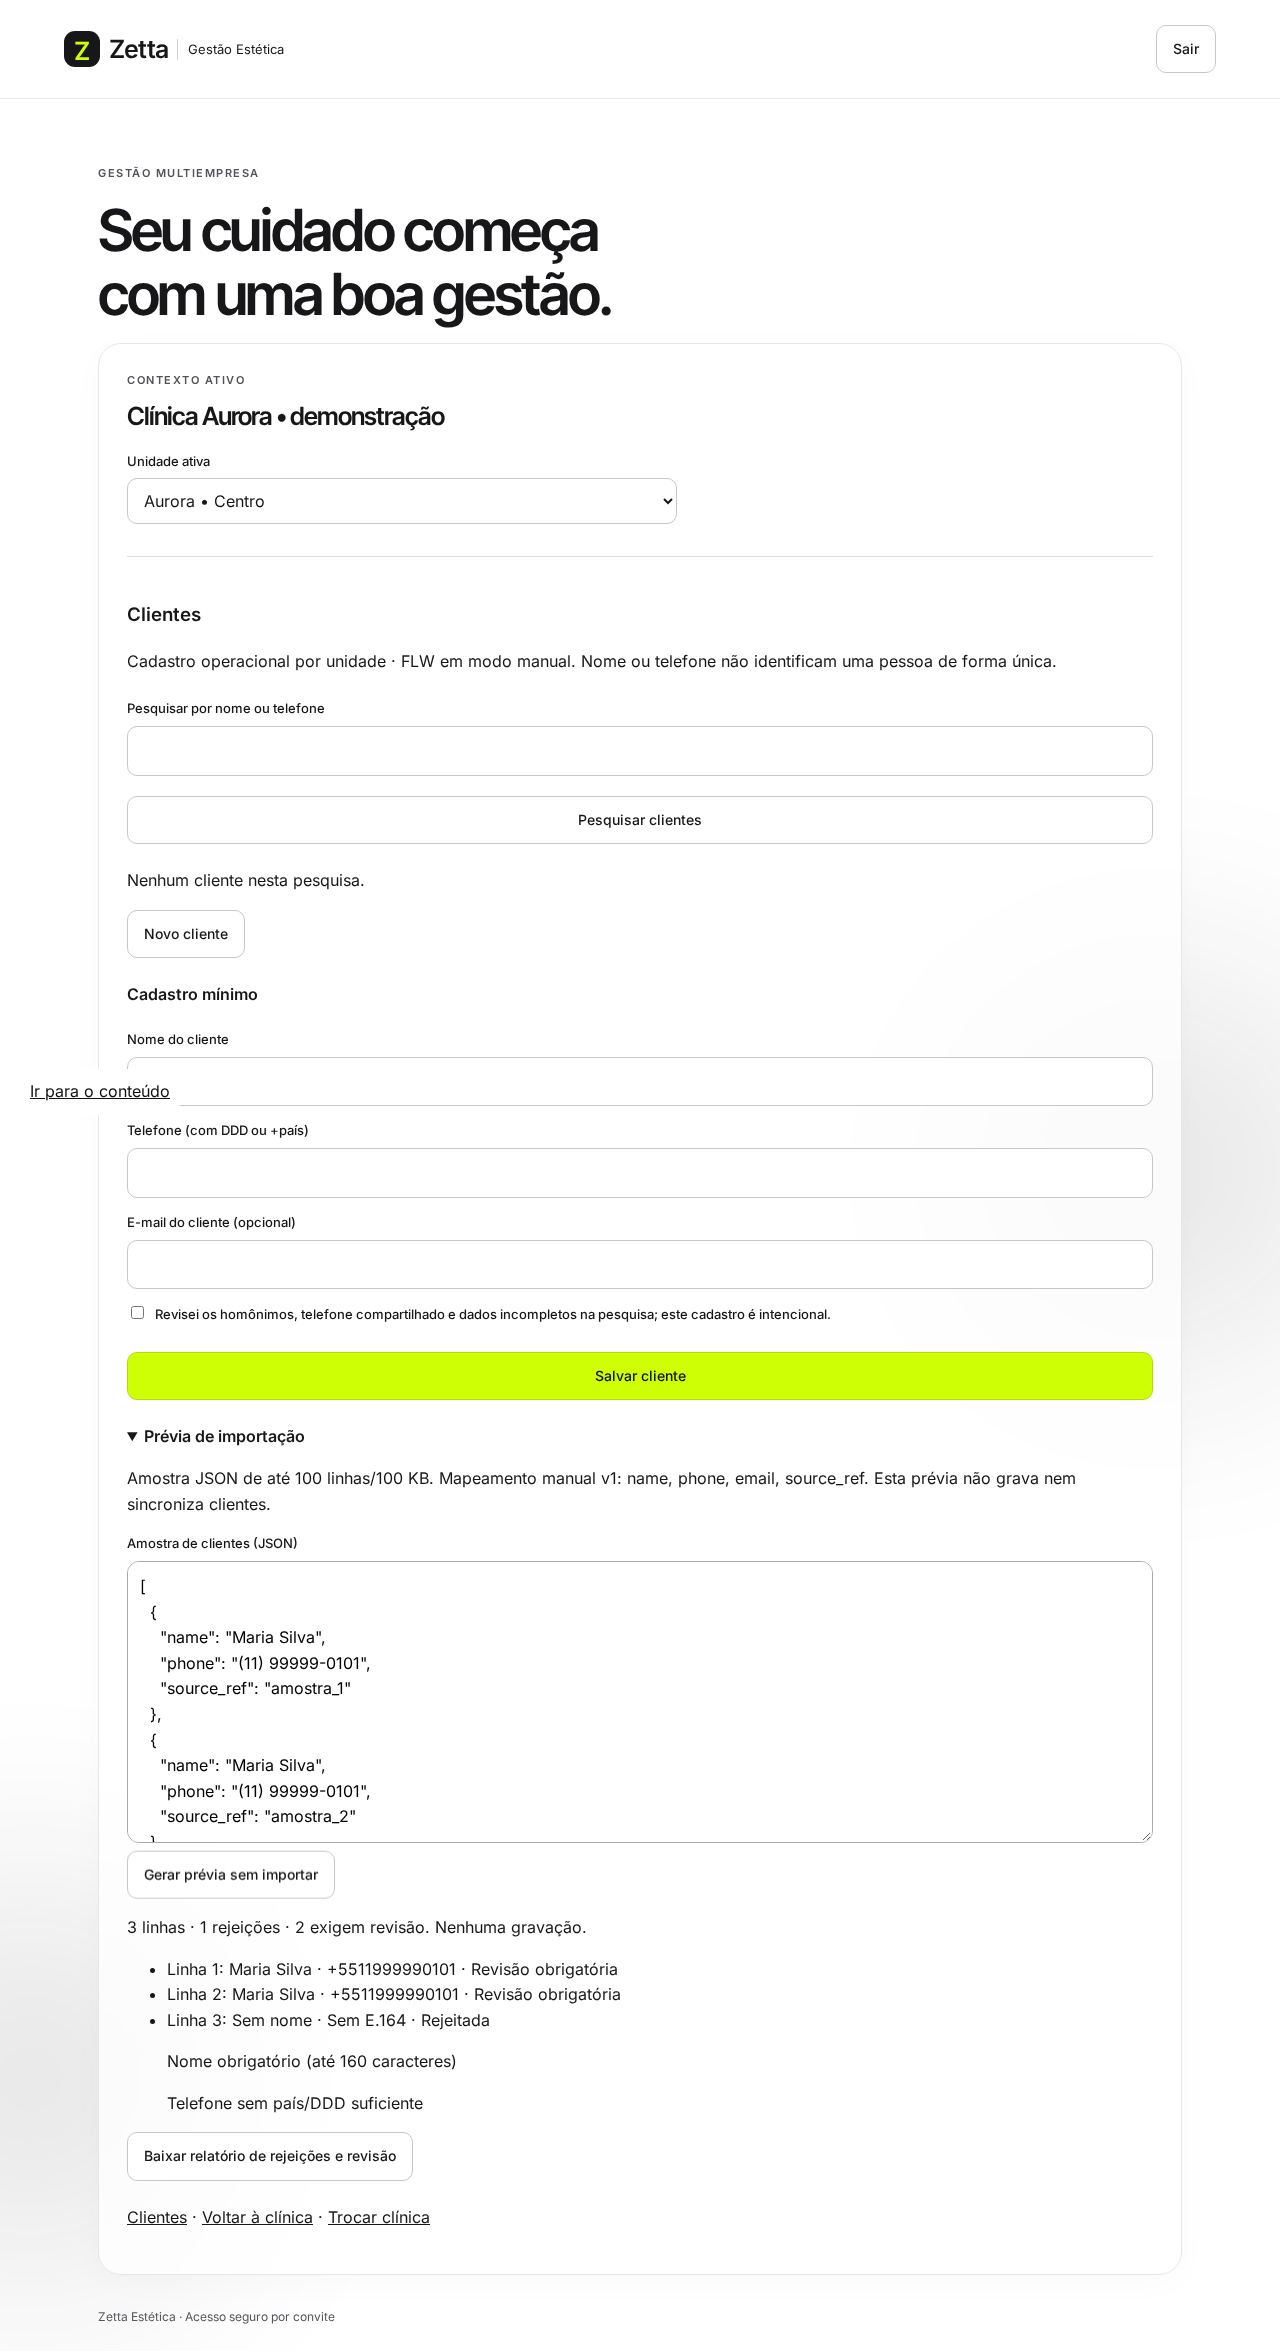 Z Zetta Gestão Estética
Sair
GESTÃO MULTIEMPRESA
Seu cuidado começa
com uma boa gestão.
CONTEXTO ATIVO
Clínica Aurora • demonstração
Unidade ativa
Aurora • Centro
Clientes
Cadastro operacional por unidade · FLW em modo manual. Nome ou telefone não identificam uma pessoa de forma única.
Pesquisar por nome ou telefone
Pesquisar clientes
Nenhum cliente nesta pesquisa.
Novo cliente
Cadastro mínimo
Nome do cliente
Ir para o conteúdo
Telefone (com DDD ou +país)
E-mail do cliente (opcional)
Revisei os homônimos, telefone compartilhado e dados incompletos na pesquisa; este cadastro é intencional.
Salvar cliente
▼ Prévia de importação
Amostra JSON de até 100 linhas/100 KB. Mapeamento manual v1: name, phone, email, source_ref. Esta prévia não grava nem
sincroniza clientes.
Amostra de clientes (JSON)
[
{
"name": "Maria Silva",
"phone": "(11) 99999-0101",
"source_ref": "amostra_1"
},
{
"name": "Maria Silva",
"phone": "(11) 99999-0101",
"source_ref": "amostra_2"
}
Gerar prévia sem importar
3 linhas · 1 rejeições · 2 exigem revisão. Nenhuma gravação.
• Linha 1: Maria Silva · +5511999990101 · Revisão obrigatória
• Linha 2: Maria Silva · +5511999990101 · Revisão obrigatória
• Linha 3: Sem nome · Sem E.164 · Rejeitada
Nome obrigatório (até 160 caracteres)
Telefone sem país/DDD suficiente
Baixar relatório de rejeições e revisão
Clientes · Voltar à clínica · Trocar clínica
Zetta Estética · Acesso seguro por convite